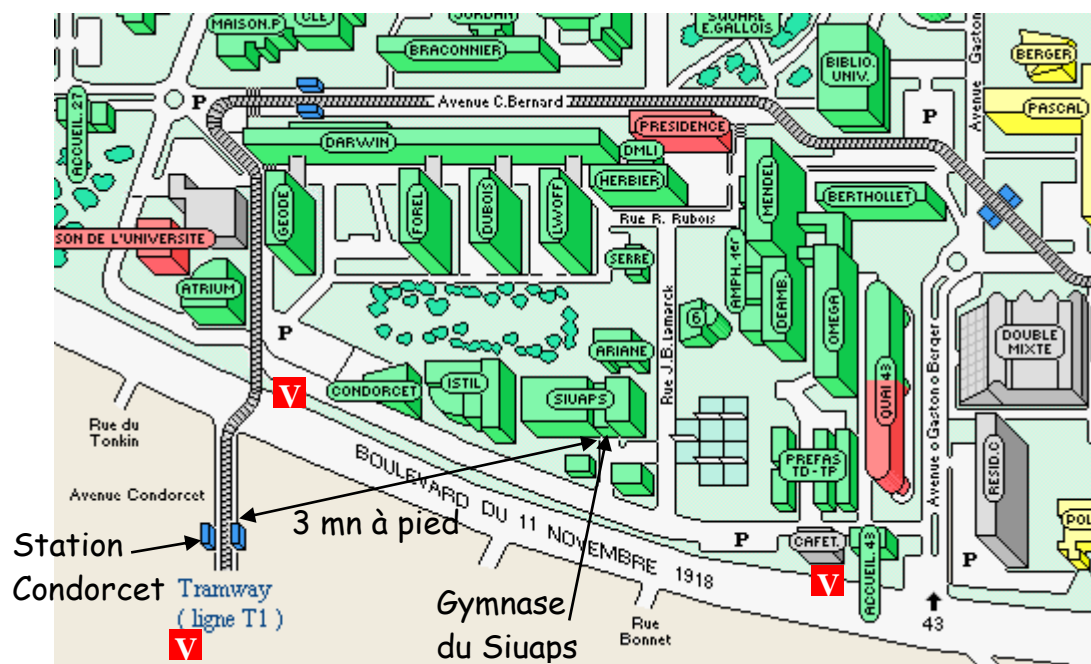 MAISON.P
CLE
JORDAN
BRACONNIER
SQUARE
E.GALLOIS
BIBLIO.
UNIV.
Avenue Gaston
BERGER
PASCAL
ACCUEIL.27
P
Avenue C.Bernard
PRESIDENCE
P
DARWIN
DMLI
HERBIER
MENDEL
BERTHOLLET
GEODE
FOREL
DUBOIS
LWOFF
Rue R. Rubois
SON DE L'UNIVERSITE
SERRE
AMPH. 1er
DEAMB.
OMEGA
ATRIUM
P
6
ARIANE
Rue J.B.Lamarck
QUAI 43
Avenue o Gaston o Berger
DOUBLE
MIXTE
CONDORCET
ISTIL
SIUAPS
V
Rue du
Tonkin
PREFAS
TD-TP
RESID.O
BOULEVARD DU 11 NOVEMBRE 1918
Avenue Condorcet
3 mn à pied
Station
Condorcet
P
CAFET.
ACCUEIL.43
P
POL
Tramway
( ligne T1 )
V
V
Gymnase
du Siuaps
Rue
Bonnet
43